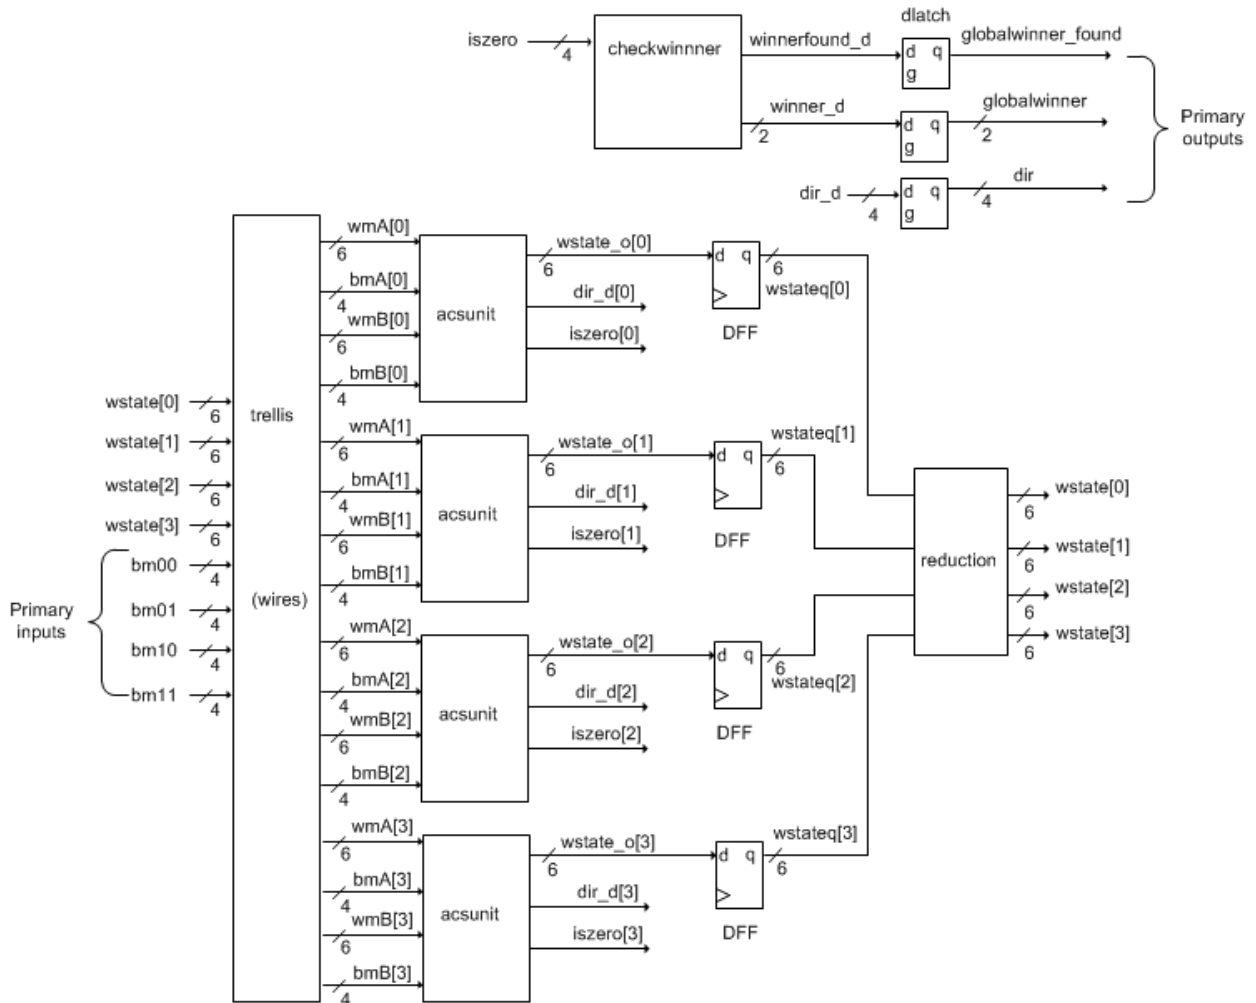 dlatch
iszero
4
checkwinnner
winnerfound_d
d q
g
globalwinner_found
winner_d
2
d q
g
globalwinner
2
Primary
outputs
dir_d
4
d q
g
dir
4
wmA[0]
6
bmA[0]
4
wmB[0]
6
bmB[0]
4
acsunit
wstate_o[0]
6
dir_d[0]
iszero[0]
d q
6
wstateq[0]
DFF
wstate[0]
6
wstate[1]
6
wstate[2]
6
wstate[3]
6
Primary
inputs
bm00
4
bm01
4
bm10
4
bm11
4
trellis
(wires)
wmA[1]
6
bmA[1]
4
wmB[1]
6
bmB[1]
4
acsunit
wstate_o[1]
6
dir_d[1]
iszero[1]
d q
wstateq[1]
6
DFF
reduction
wstate[0]
6
wstate[1]
6
wstate[2]
6
wstate[3]
6
wmA[2]
6
bmA[2]
4
wmB[2]
6
bmB[2]
4
acsunit
wstate_o[2]
6
dir_d[2]
iszero[2]
d q
6
wstateq[2]
DFF
wmA[3]
6
bmA[3]
4
wmB[3]
6
bmB[3]
4
acsunit
wstate_o[3]
6
dir_d[3]
iszero[3]
d q
wstateq[3]
6
DFF